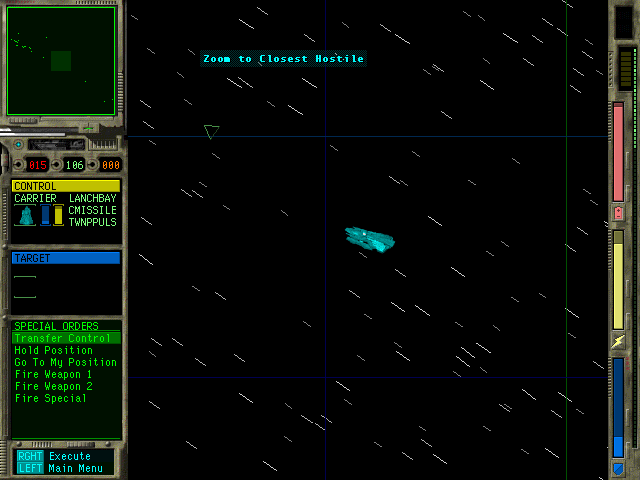 Zoom to Closest Hostile
015 106 000
CONTROL
CARRIER LANCHBAY
CMISSILE
TWNPPULS
TARGET
SPECIAL ORDERS
Transfer Control
Hold Position
Go To My Position
Fire Weapon 1
Fire Weapon 2
Fire Special
RGHT Execute
LEFT Main Menu